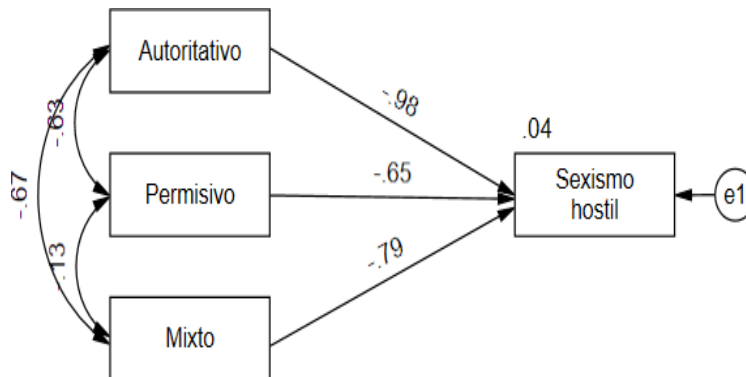 Autoritativo
-.63
-.67
-.98
.04
Permisivo
-.65
Sexismo
hostil
e1
-.13
-.79
Mixto